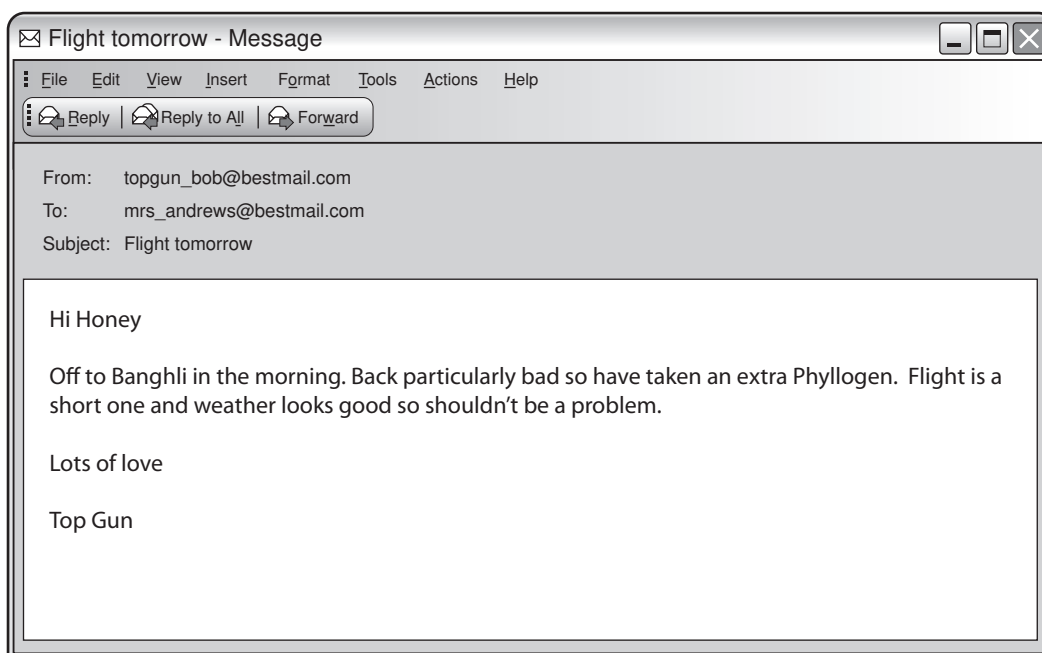 Flight tomorrow - Message
File Edit View Insert Format Tools Actions Help
Reply Reply to All Forward
From: topgun_bob@bestmail.com
To: mrs_andrews@bestmail.com
Subject: Flight tomorrow
Hi Honey
Off to Banghli in the morning. Back particularly bad so have taken an extra Phyllogen.  Flight is a
short one and weather looks good so shouldn’t be a problem.
Lots of love
Top Gun